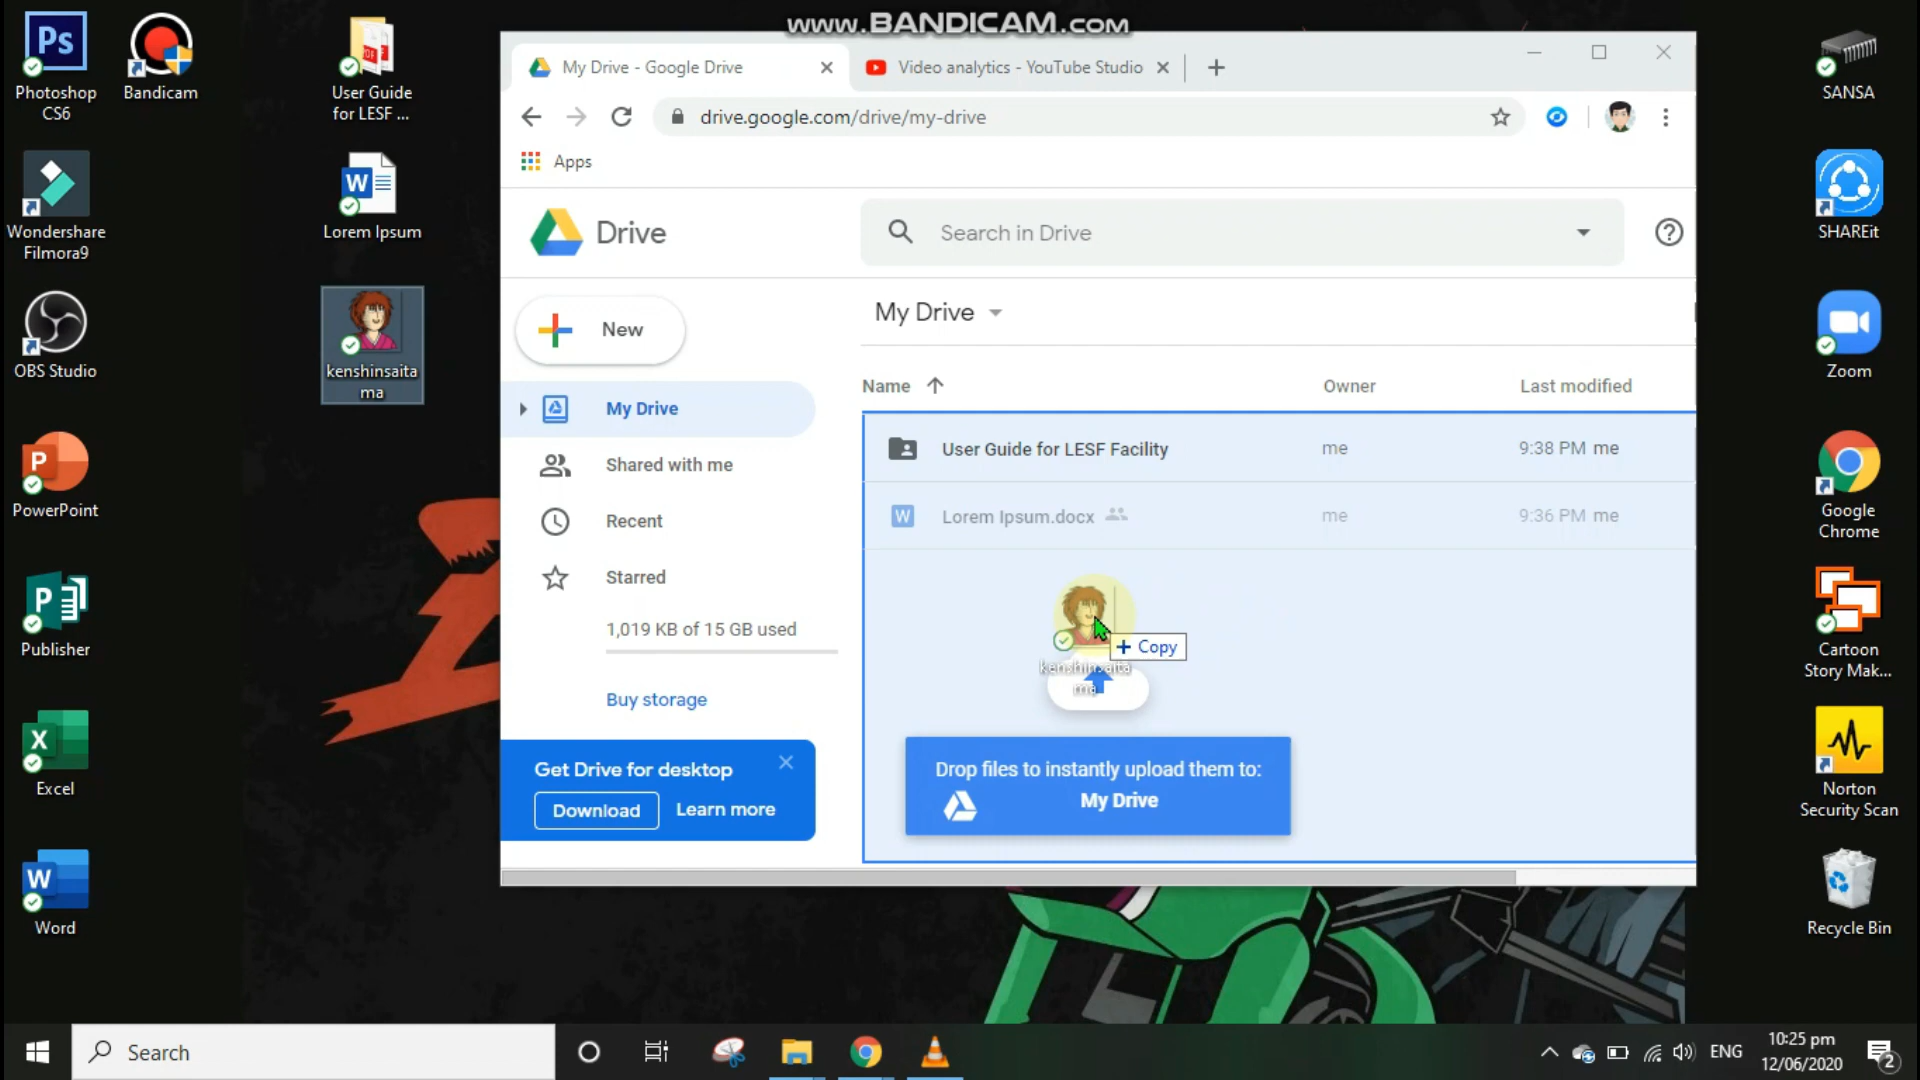 www.BANDICAM.com
Photoshop
CS6
Bandicam
User Guide
for LESF ...
Wondershare
Filmora9
Lorem Ipsum
OBS Studio
kenshinsaita
ma
PowerPoint
Publisher
Excel
Word
My Drive - Google Drive
Video analytics - YouTube Studio
drive.google.com/drive/my-drive
Apps
Drive
Search in Drive
New
My Drive
Shared with me
Recent
Starred
1,019 KB of 15 GB used
Buy storage
Get Drive for desktop
Download
Learn more
My Drive
Name
Owner
Last modified
User Guide for LESF Facility
me
9:38 PM me
Lorem Ipsum.docx
me
9:36 PM me
kenshinsaita
ma
+ Copy
Drop files to instantly upload them to:
My Drive
SANSA
SHAREit
Zoom
Google
Chrome
Cartoon
Story Mak...
Norton
Security Scan
Recycle Bin
Search
ENG
10:25 pm
12/06/2020
2